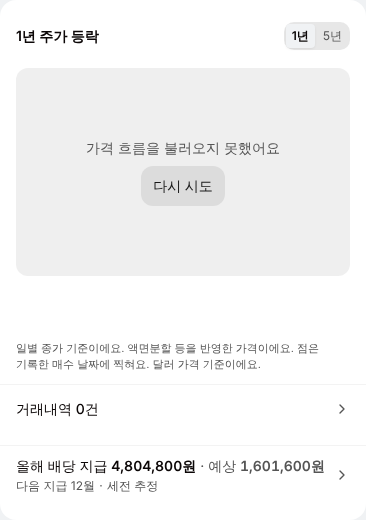 1년 주가 등락
1년 5년
가격 흐름을 불러오지 못했어요
다시 시도
일별 종가 기준이에요. 액면분할 등을 반영한 가격이에요. 점은
기록한 매수 날짜에 찍혀요. 달러 가격 기준이에요.
거래내역 0건
올해 배당 지급 4,804,800원 · 예상 1,601,600원
다음 지급 12월 · 세전 추정